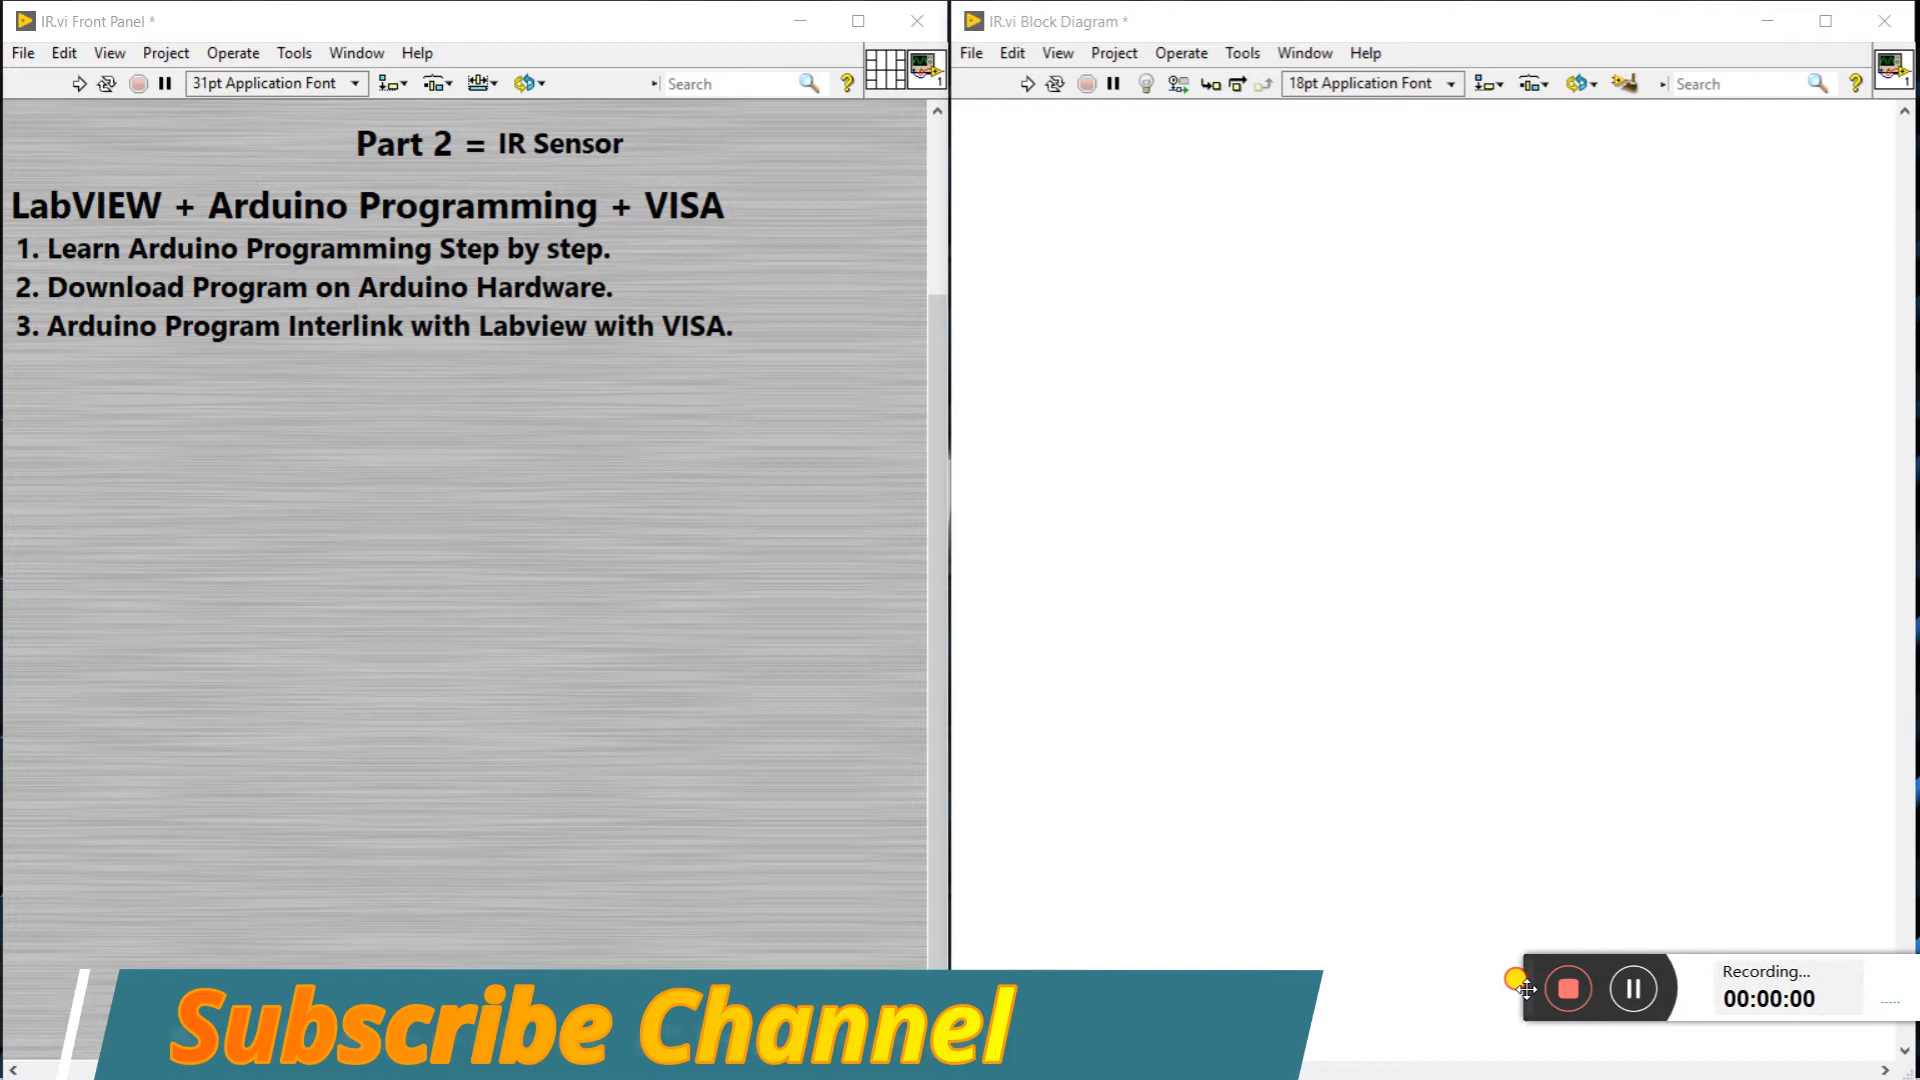 IR.vi Front Panel *
File Edit View Project Operate Tools Window Help
31pt Application Font
Search
1
Part 2 = IR Sensor
LabVIEW + Arduino Programming + VISA
1. Learn Arduino Programming Step by step.
2. Download Program on Arduino Hardware.
3. Arduino Program Interlink with Labview with VISA.
IR.vi Block Diagram *
File Edit View Project Operate Tools Window Help
18pt Application Font
Search
1
Recording...
00:00:00
Subscribe Channel